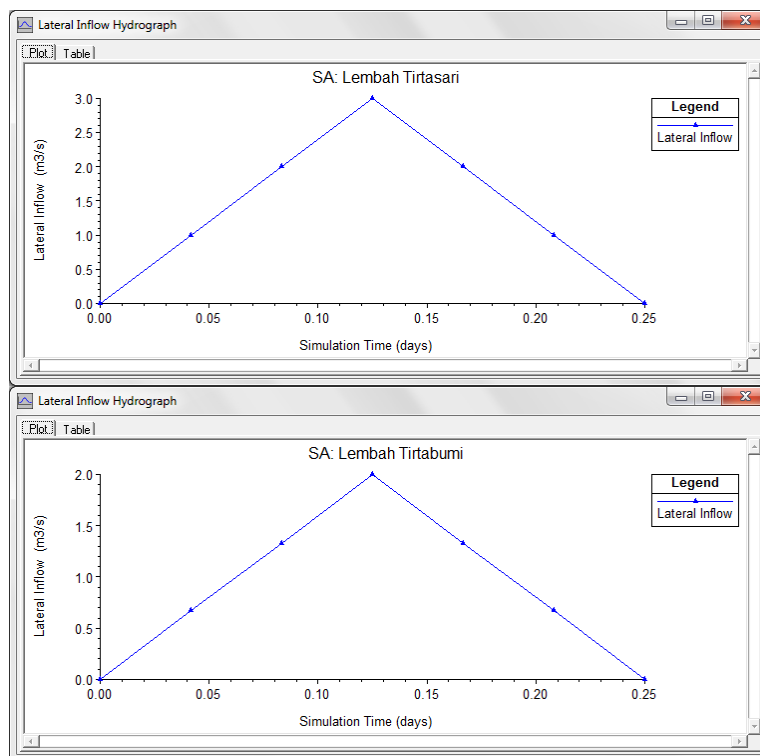 Lateral Inflow Hydrograph
Plot Table
SA: Lembah Tirtasari
Legend
Lateral Inflow
Lateral Inflow (m3/s)
3.0
2.5
2.0
1.5
1.0
0.5
0.0
0.00 0.05 0.10 0.15 0.20 0.25
Simulation Time (days)
Lateral Inflow Hydrograph
Plot Table
SA: Lembah Tirtabumi
Legend
Lateral Inflow
Lateral Inflow (m3/s)
2.0
1.5
1.0
0.5
0.0
0.00 0.05 0.10 0.15 0.20 0.25
Simulation Time (days)